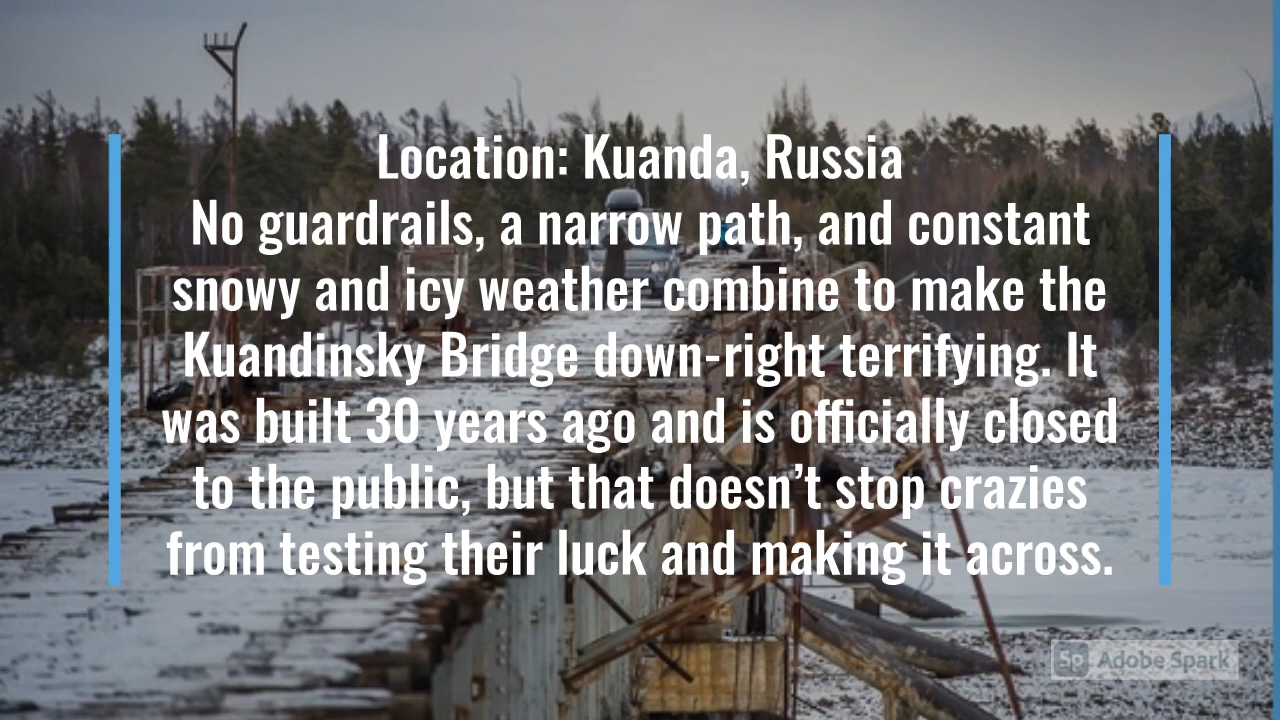 Location: Kuanda, Russia
No guardrails, a narrow path, and constant
snowy and icy weather combine to make the
Kuandinsky Bridge down-right terrifying. It
was built 30 years ago and is officially closed
to the public, but that doesn’t stop crazies
from testing their luck and making it across.
Sp Adobe Spark